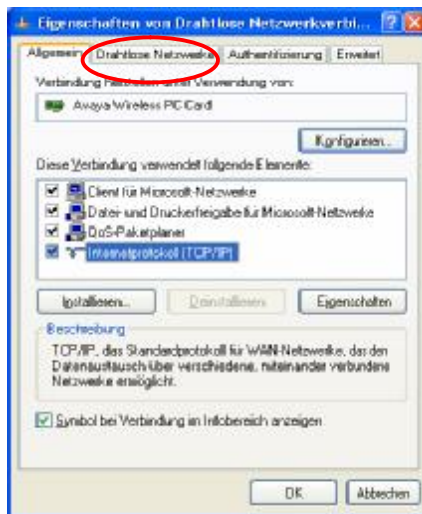 Eigenschaften von Drahtlose Netzwerkverbi...
Allgemein Drahtlose Netzwerke Authentifizierung Erweitert
Verbindung herstellen unter Verwendung von:
Avaya Wireless PC Card
Konfigurieren...
Diese Verbindung verwendet folgende Elemente:
Client für Microsoft-Netzwerke
Datei- und Druckerfreigabe für Microsoft-Netzwerke
QoS-Paketplaner
Internetprotokoll (TCP/IP)
Installieren... Deinstallieren Eigenschaften
Beschreibung
TCP/IP, das Standardprotokoll für WAN-Netzwerke, das den
Datenaustausch über verschiedene, miteinander verbundene
Netzwerke ermöglicht.
Symbol bei Verbindung im Infobereich anzeigen
OK Abbrechen